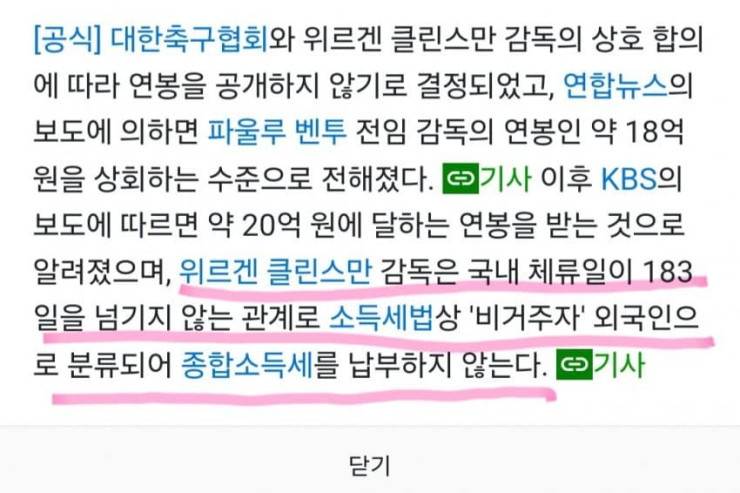 [공식] 대한축구협회와 위르겐 클린스만 감독의 상호 합의
에 따라 연봉을 공개하지 않기로 결정되었고, 연합뉴스의
보도에 의하면 파울루 벤투 전임 감독의 연봉인 약 18억
원을 상회하는 수준으로 전해졌다. 기사 이후 KBS의
보도에 따르면 약 20억 원에 달하는 연봉을 받는 것으로
알려졌으며, 위르겐 클린스만 감독은 국내 체류일이 183
일을 넘기지 않는 관계로 소득세법상 '비거주자' 외국인으
로 분류되어 종합소득세를 납부하지 않는다. 기사
닫기